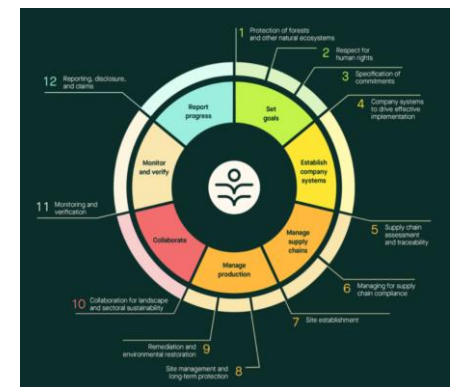 1 Protection of forests
and other natural ecosystems
2 Respect for
human rights
3 Specification of
commitments
4 Company systems
to drive effective
implementation
5 Supply chain
assessment
and traceability
6 Managing for supply
chain compliance
7 Site establishment
Site management and
long-term protection 8
Remediation and
environmental restoration 9
10 Collaboration for landscape
and sectoral sustainability
11 Monitoring and
verification
12 Reporting, disclosure,
and claims
Set
goals
Establish
company
systems
Manage
supply
chains
Manage
production
Collaborate
Monitor
and verify
Report
progress